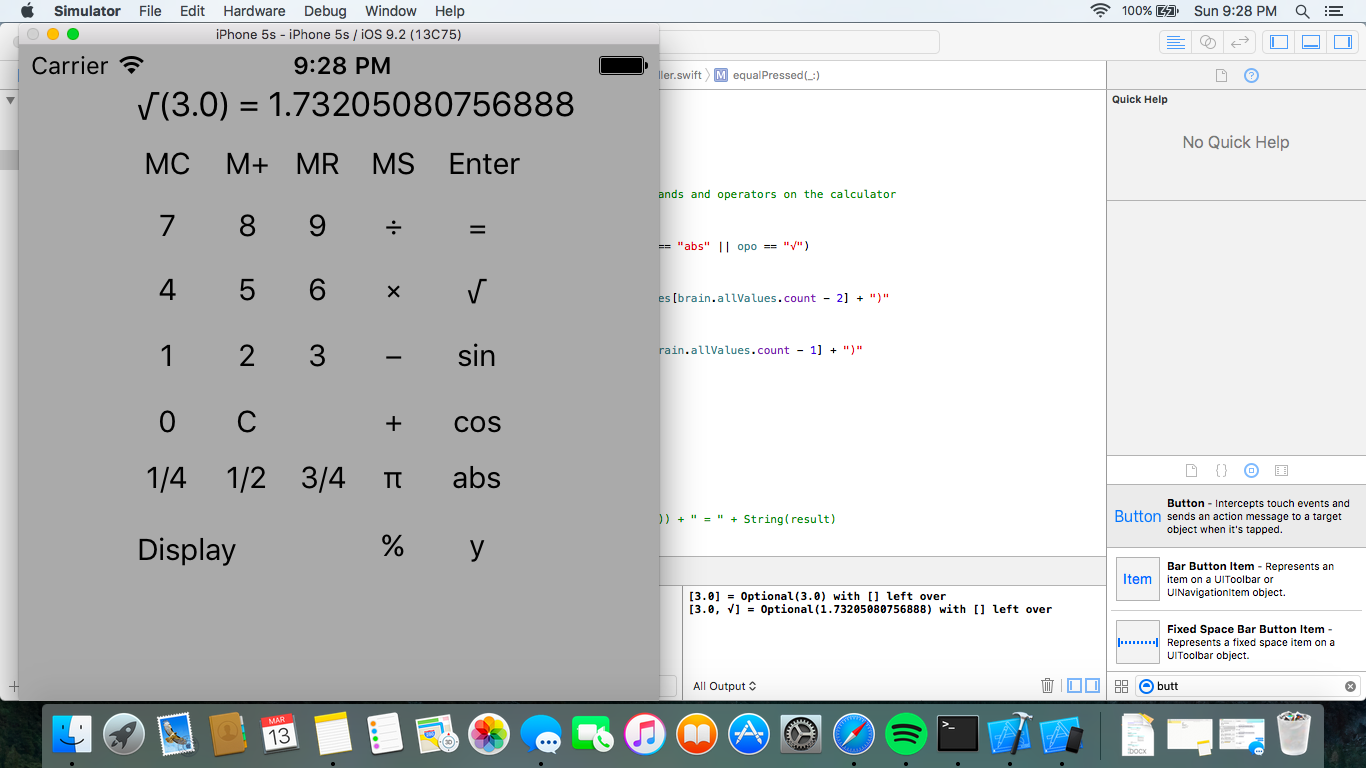 Simulator File Edit Hardware Debug Window Help 100% Sun 9:28 PM
iPhone 5s - iPhone 5s / iOS 9.2 (13C75)
Carrier 9:28 PM
√(3.0) = 1.73205080756888
MC M+ MR MS Enter
7 8 9 ÷ =
4 5 6 × √
1 2 3 − sin
0 C + cos
1/4 1/2 3/4 π abs
Display % y
ller.swift M equalPressed(_:)
ands and operators on the calculator
== "abs" || opo == "√")
es[brain.allValues.count - 2] + ")"
rain.allValues.count - 1] + ")"
)) + " = " + String(result)
[3.0] = Optional(3.0) with [] left over
[3.0, √] = Optional(1.73205080756888) with [] left over
All Output
Quick Help
No Quick Help
Button
Button - Intercepts touch events and
sends an action message to a target
object when it's tapped.
Item
Bar Button Item - Represents an
item on a UIToolbar or
UINavigationItem object.
Fixed Space Bar Button Item -
Represents a fixed space item on a
UIToolbar object.
butt
MAR
13
3D
.docx